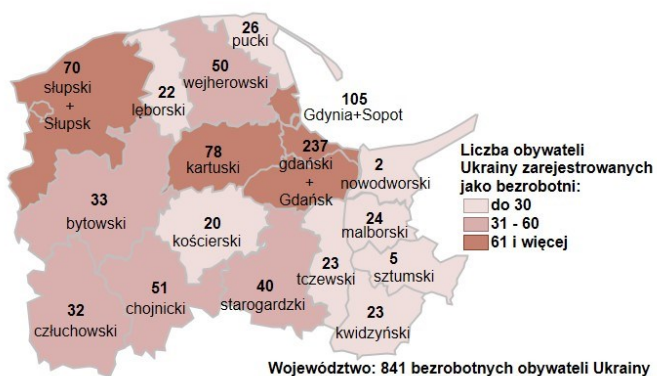 26
pucki
70
słupski
+
Słupsk
22
lęborski
50
wejherowski
105
Gdynia+Sopot
78
kartuski
237
gdański
+
Gdańsk
2
nowodworski
33
bytowski
20
kościerski
24
malborski
5
sztumski
23
tczewski
40
starogardzki
51
chojnicki
32
człuchowski
23
kwidzyński
Liczba obywateli
Ukrainy zarejestrowanych
jako bezrobotni:
do 30
31 - 60
61 i więcej
Województwo: 841 bezrobotnych obywateli Ukrainy